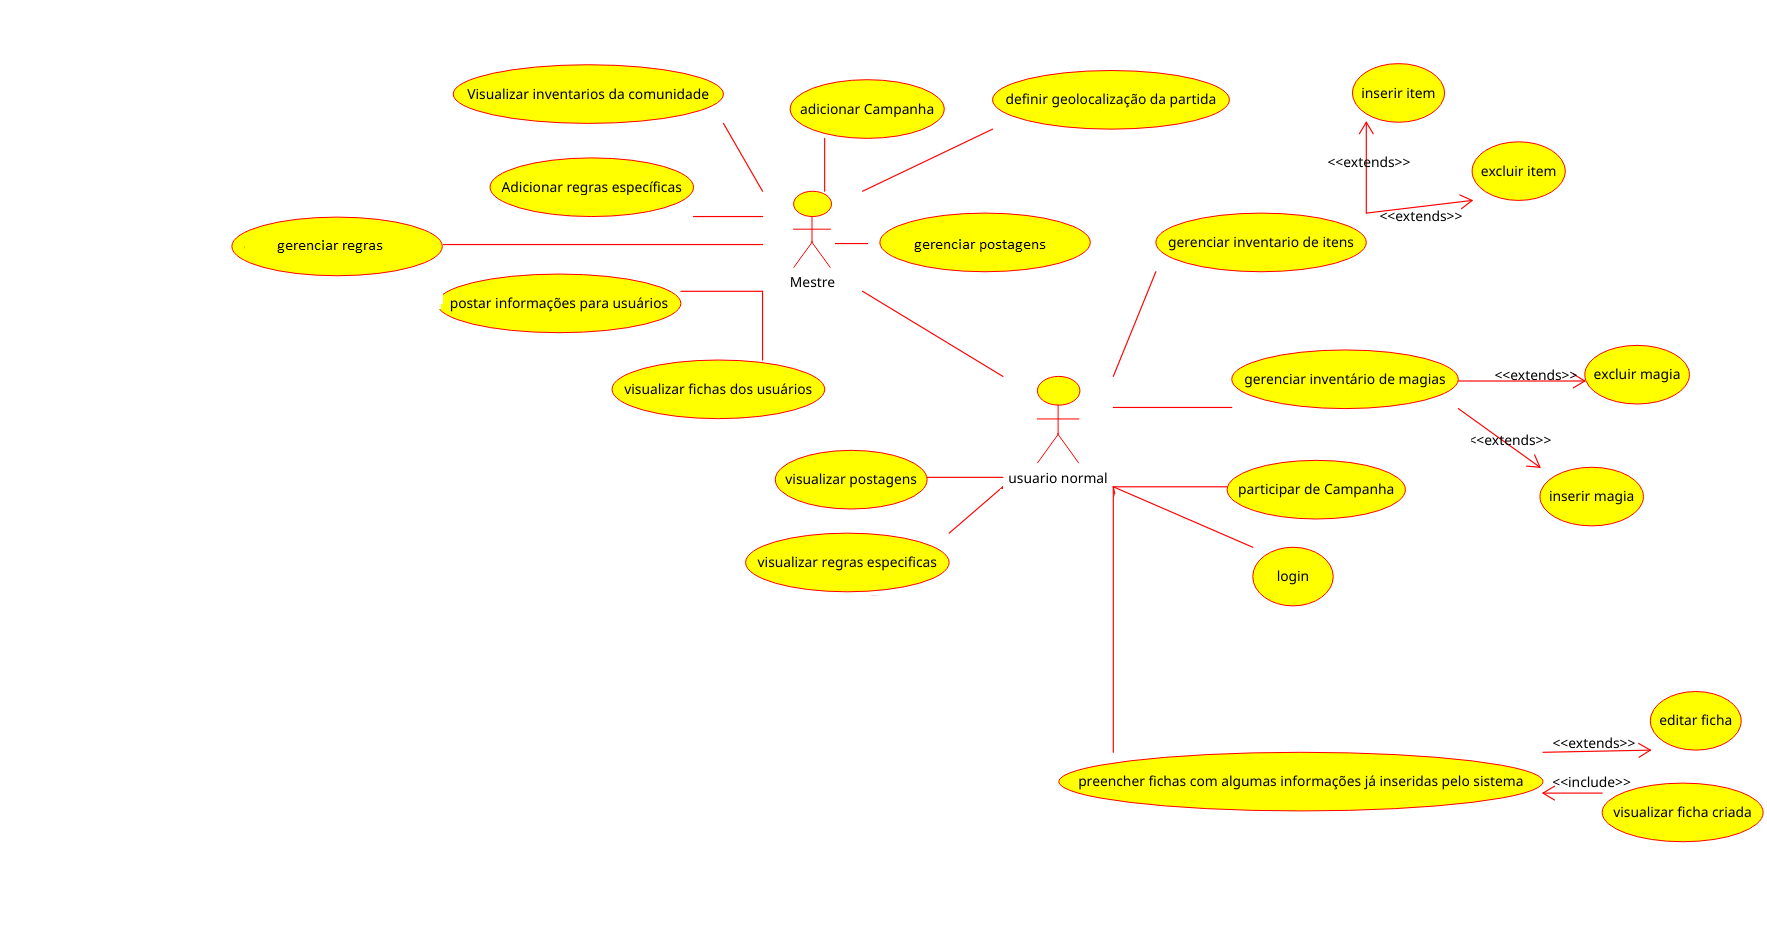 Visualizar inventarios da comunidade
adicionar Campanha
definir geolocalização da partida
inserir item
<<extends>>
excluir item
<<extends>>
Adicionar regras específicas
gerenciar regras
Mestre
gerenciar postagens
gerenciar inventario de itens
postar informações para usuários
visualizar fichas dos usuários
gerenciar inventário de magias
<<extends>>
excluir magia
<<extends>>
inserir magia
visualizar postagens
usuario normal
participar de Campanha
visualizar regras especificas
login
editar ficha
<<extends>>
preencher fichas com algumas informações já inseridas pelo sistema
<<include>>
visualizar ficha criada